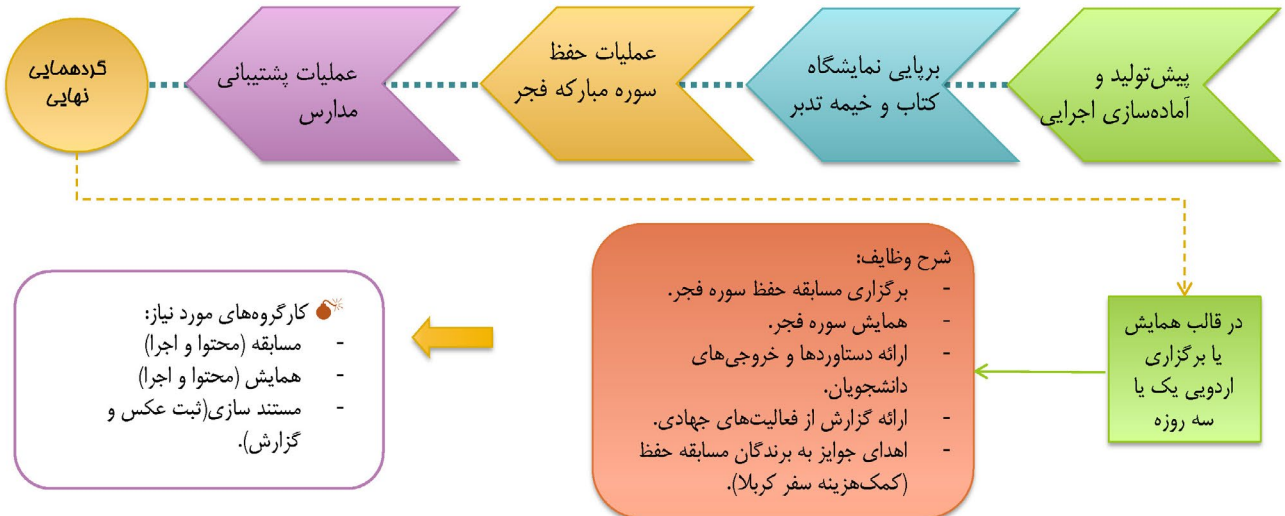 پیش‌تولید و
آماده‌سازی اجرایی
برپایی نمایشگاه
کتاب و خیمه تدبر
عملیات حفظ
سوره مبارکه فجر
عملیات پشتیبانی
مدارس
گردهمایی
نهایی
در قالب همایش
یا برگزاری
اردویی یک یا
سه روزه
شرح وظایف:
- برگزاری مسابقه حفظ سوره فجر.
- همایش سوره فجر.
- ارائه دستاوردها و خروجی‌های
دانشجویان.
- ارائه گزارش از فعالیت‌های جهادی.
- اهدای جوایز به برندگان مسابقه حفظ
(کمک‌هزینه سفر کربلا).
کارگروه‌های مورد نیاز:
- مسابقه (محتوا و اجرا)
- همایش (محتوا و اجرا)
- مستند سازی(ثبت عکس و
گزارش).